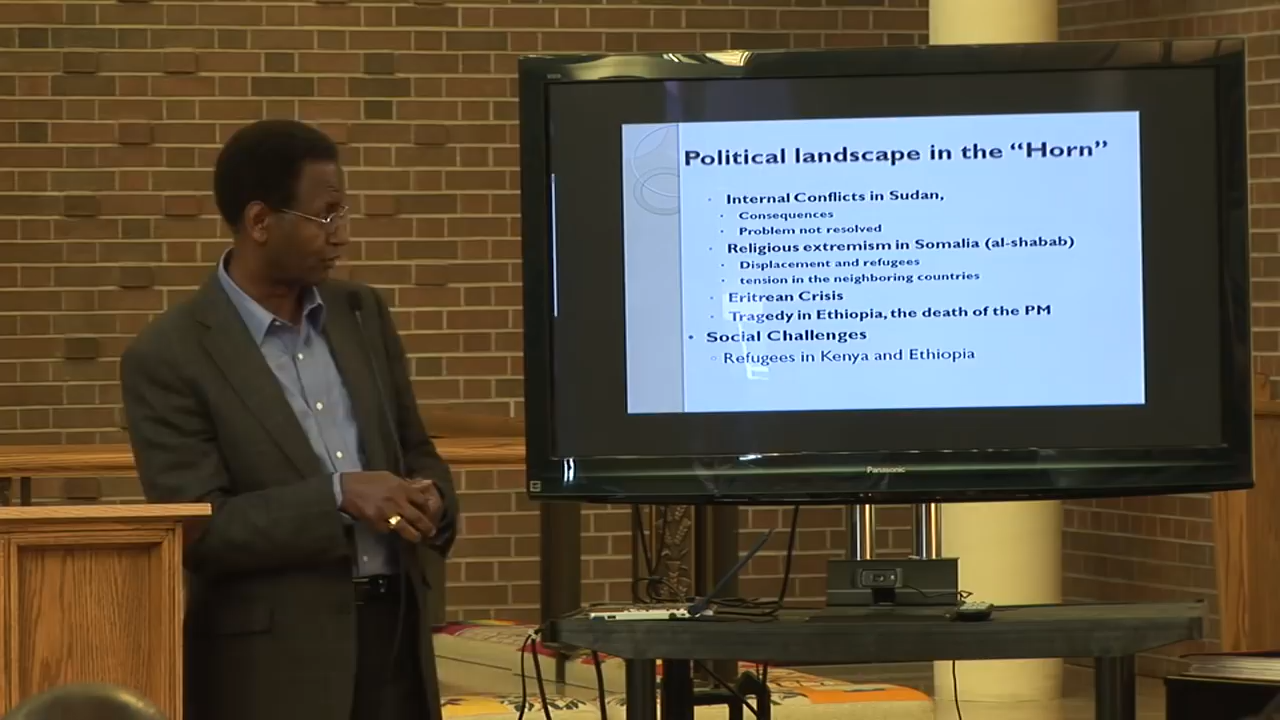 Political landscape in the “Horn”
Internal Conflicts in Sudan,
Consequences
Problem not resolved
Religious extremism in Somalia (al-shabab)
Displacement and refugees
tension in the neighboring countries
Eritrean Crisis
Tragedy in Ethiopia, the death of the PM
Social Challenges
Refugees in Kenya and Ethiopia
Panasonic